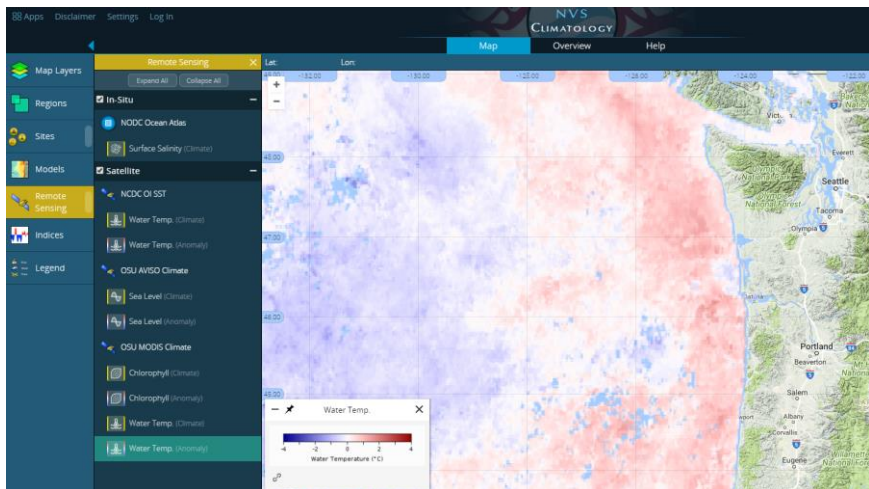 Apps Disclaimer Settings Log In
NVS
CLIMATOLOGY
Map Overview Help
Map Layers
Regions
Sites
Models
Remote
Sensing
Indices
Legend
Remote Sensing
Expand All Collapse All
In-Situ
NODC Ocean Atlas
Surface Salinity (Climate)
Satellite
NCDC OI SST
Water Temp. (Climate)
Water Temp. (Anomaly)
OSU AVISO Climate
Sea Level (Climate)
Sea Level (Anomaly)
OSU MODIS Climate
Chlorophyll (Climate)
Chlorophyll (Anomaly)
Water Temp. (Climate)
Water Temp. (Anomaly)
Lat: Lon:
-132.00 -130.00 -128.00 -126.00 -124.00 -122.00
47.00
46.00
45.00
Everett
Seattle
Tacoma
Olympia
National Forest
Portland
Beaverton
Salem
Albany
Corvallis
Eugene
Willamette
National Forest
Water Temp.
-4 -2 0 2 4
Water Temperature (°C)